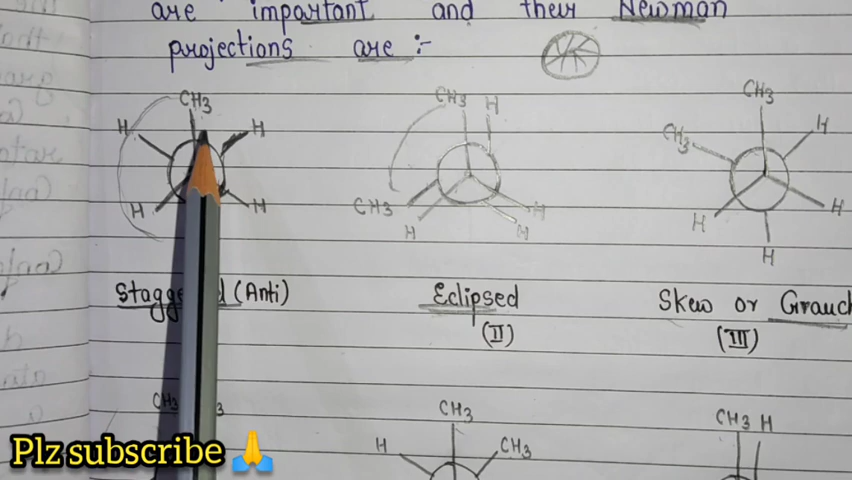 are important and their Newman
projections are :-
CH3 CH3 H CH3
H H CH3 H
H H CH3 H H H H
H H
(Anti) Eclipsed Skew or Grauch
(II) (III)
CH3 CH3 H
H CH3
Plz subscribe 🙏